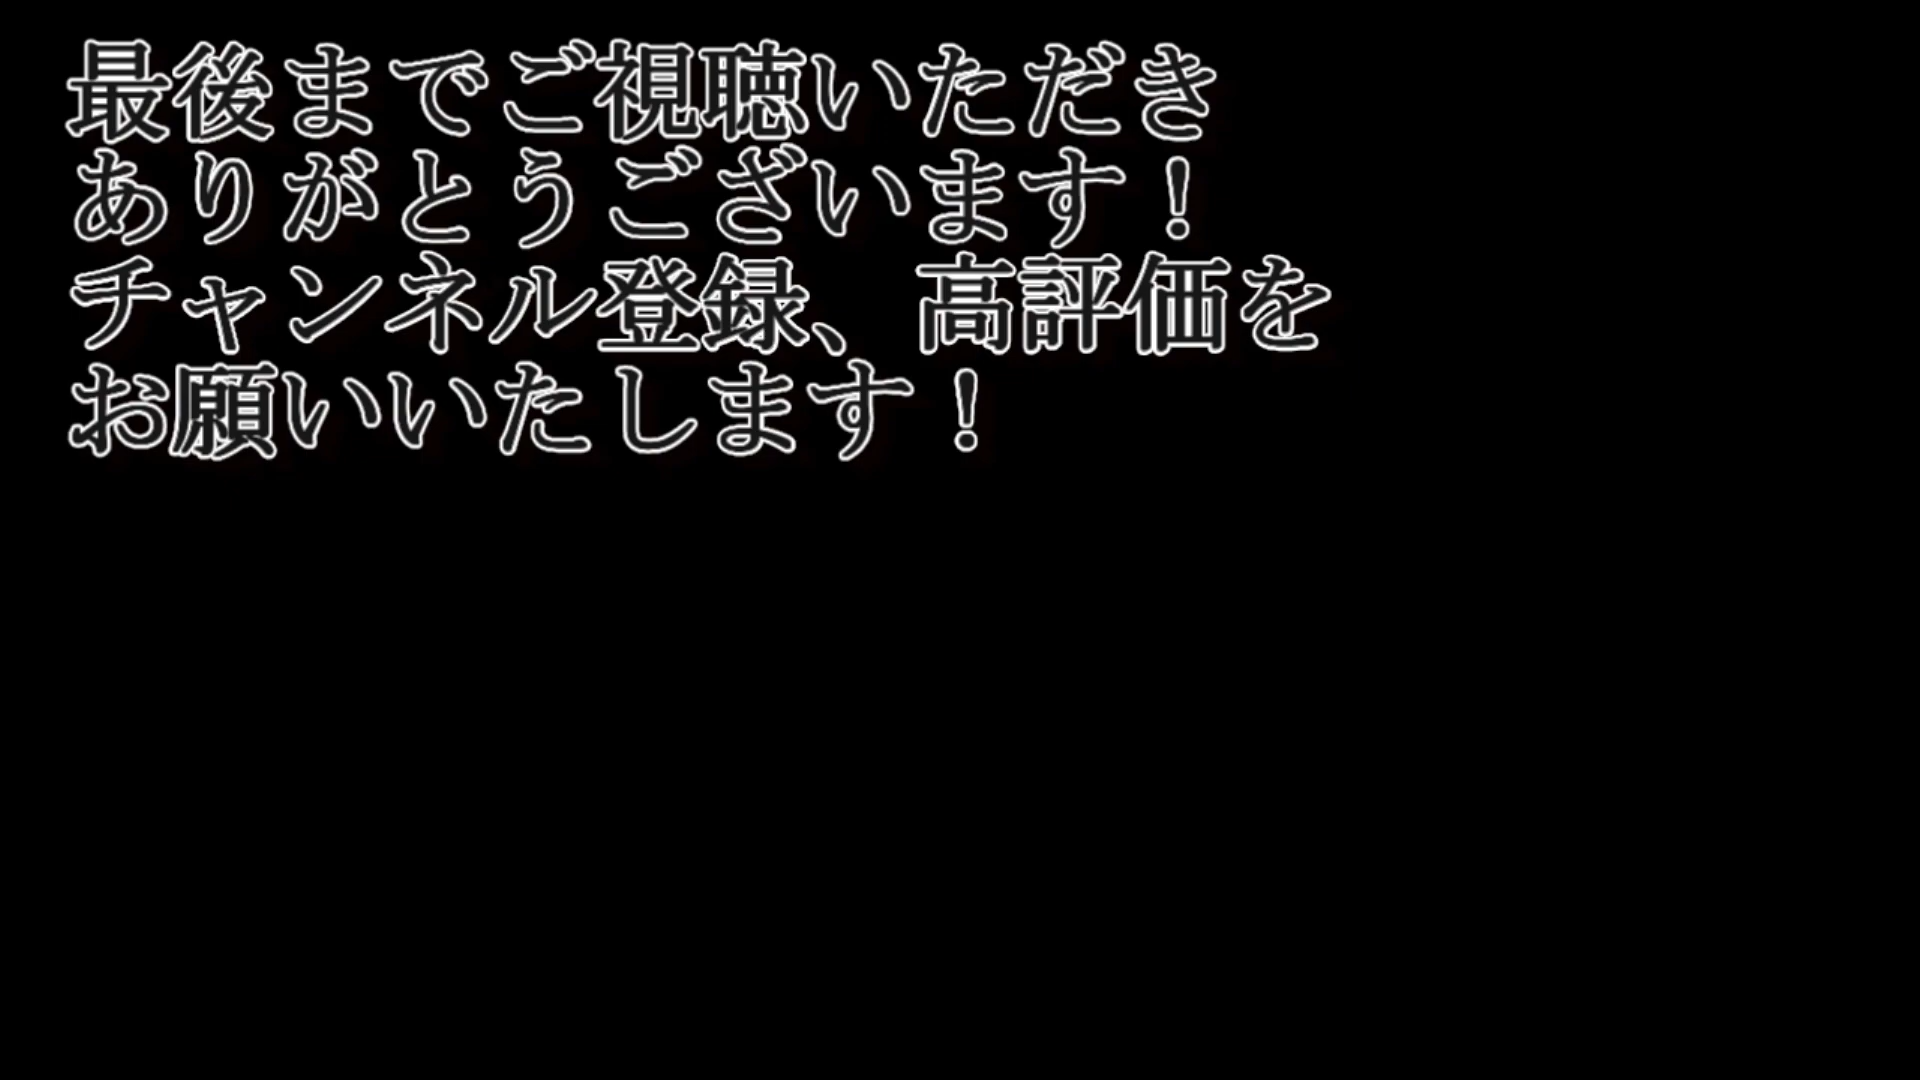 最後までご視聴いただき
ありがとうございます！
チャンネル登録、高評価を
お願いいたします！